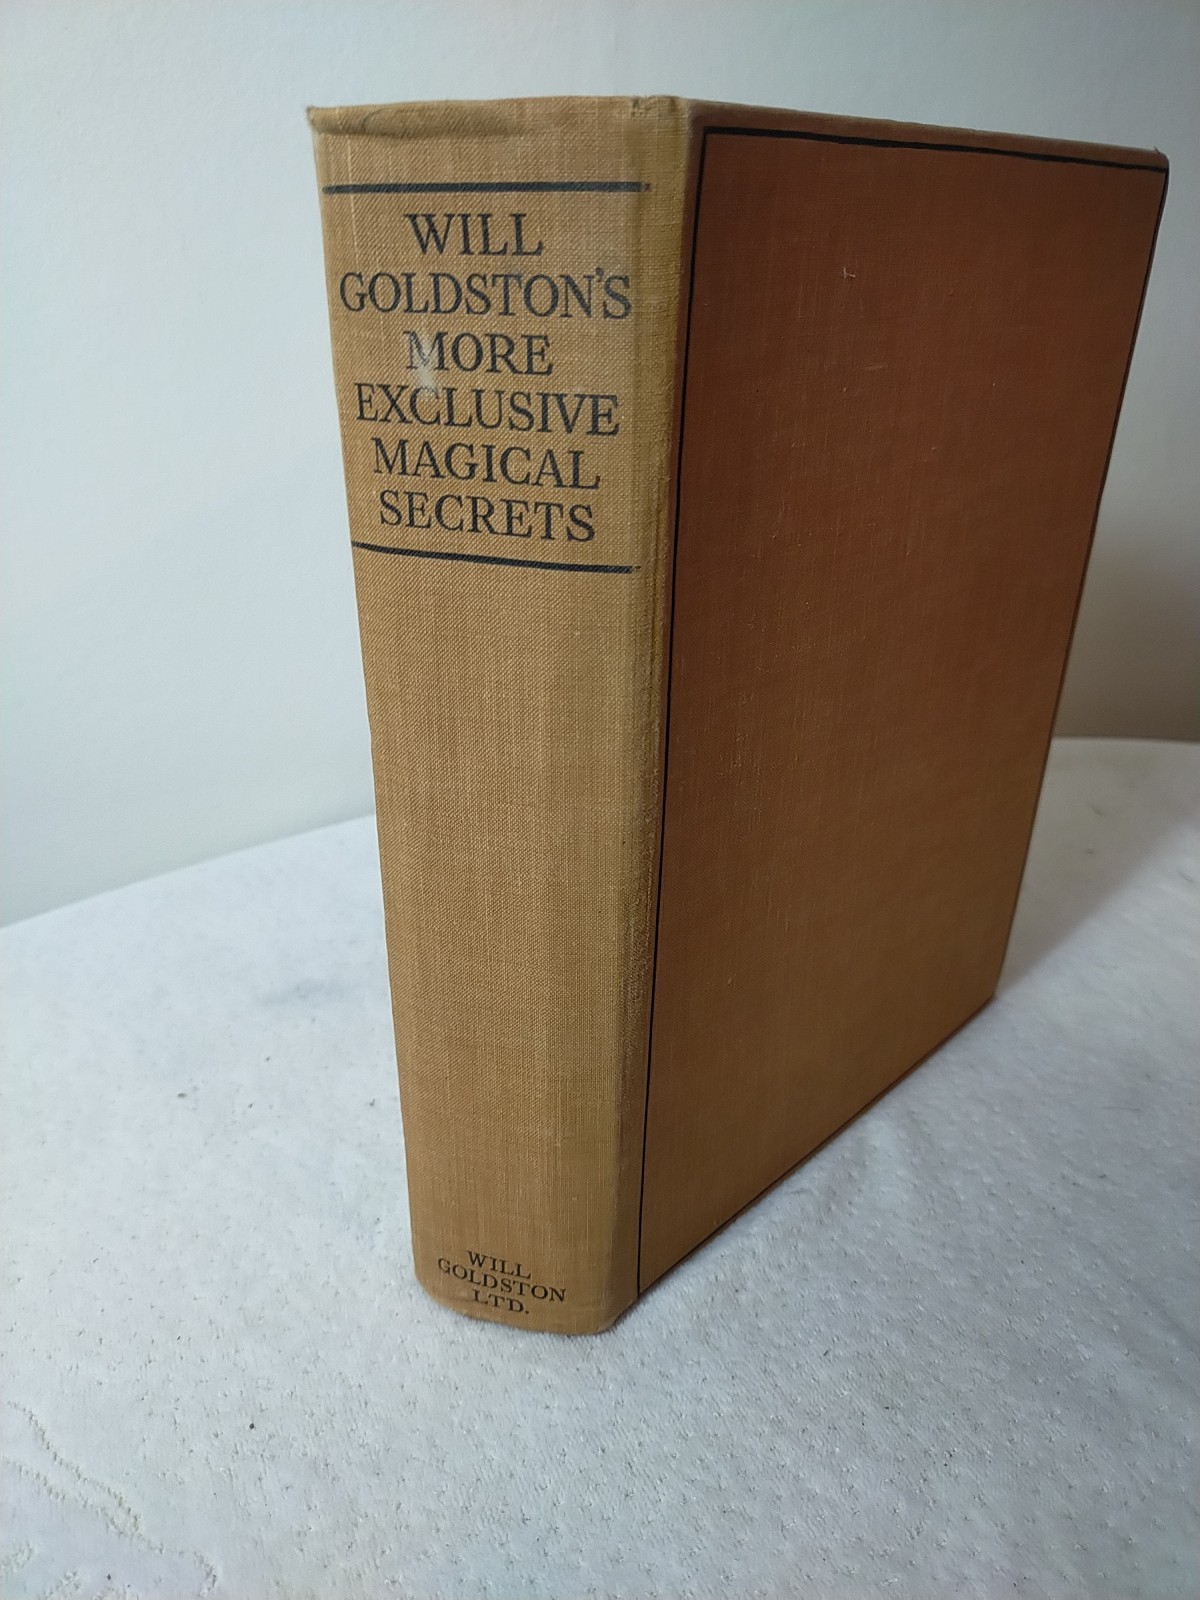 WILL
GOLDSTON'S
MORE
EXCLUSIVE
MAGICAL
SECRETS
WILL
GOLDSTON
LTD.